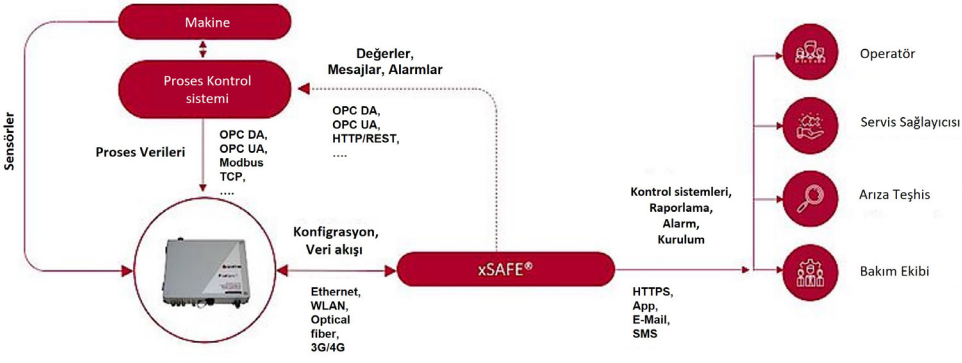 Makine
Proses Kontrol
sistemi
Sensörler
Proses Verileri
OPC DA,
OPC UA,
Modbus
TCP,
....
Değerler,
Mesajlar, Alarmlar
OPC DA,
OPC UA,
HTTP/REST,
....
Konfigrasyon,
Veri akışı
Ethernet,
WLAN,
Optical
fiber,
3G/4G
xSAFE®
Kontrol sistemleri,
Raporlama,
Alarm,
Kurulum
HTTPS,
App,
E-Mail,
SMS
Operatör
Servis Sağlayıcısı
Arıza Teşhis
Bakım Ekibi